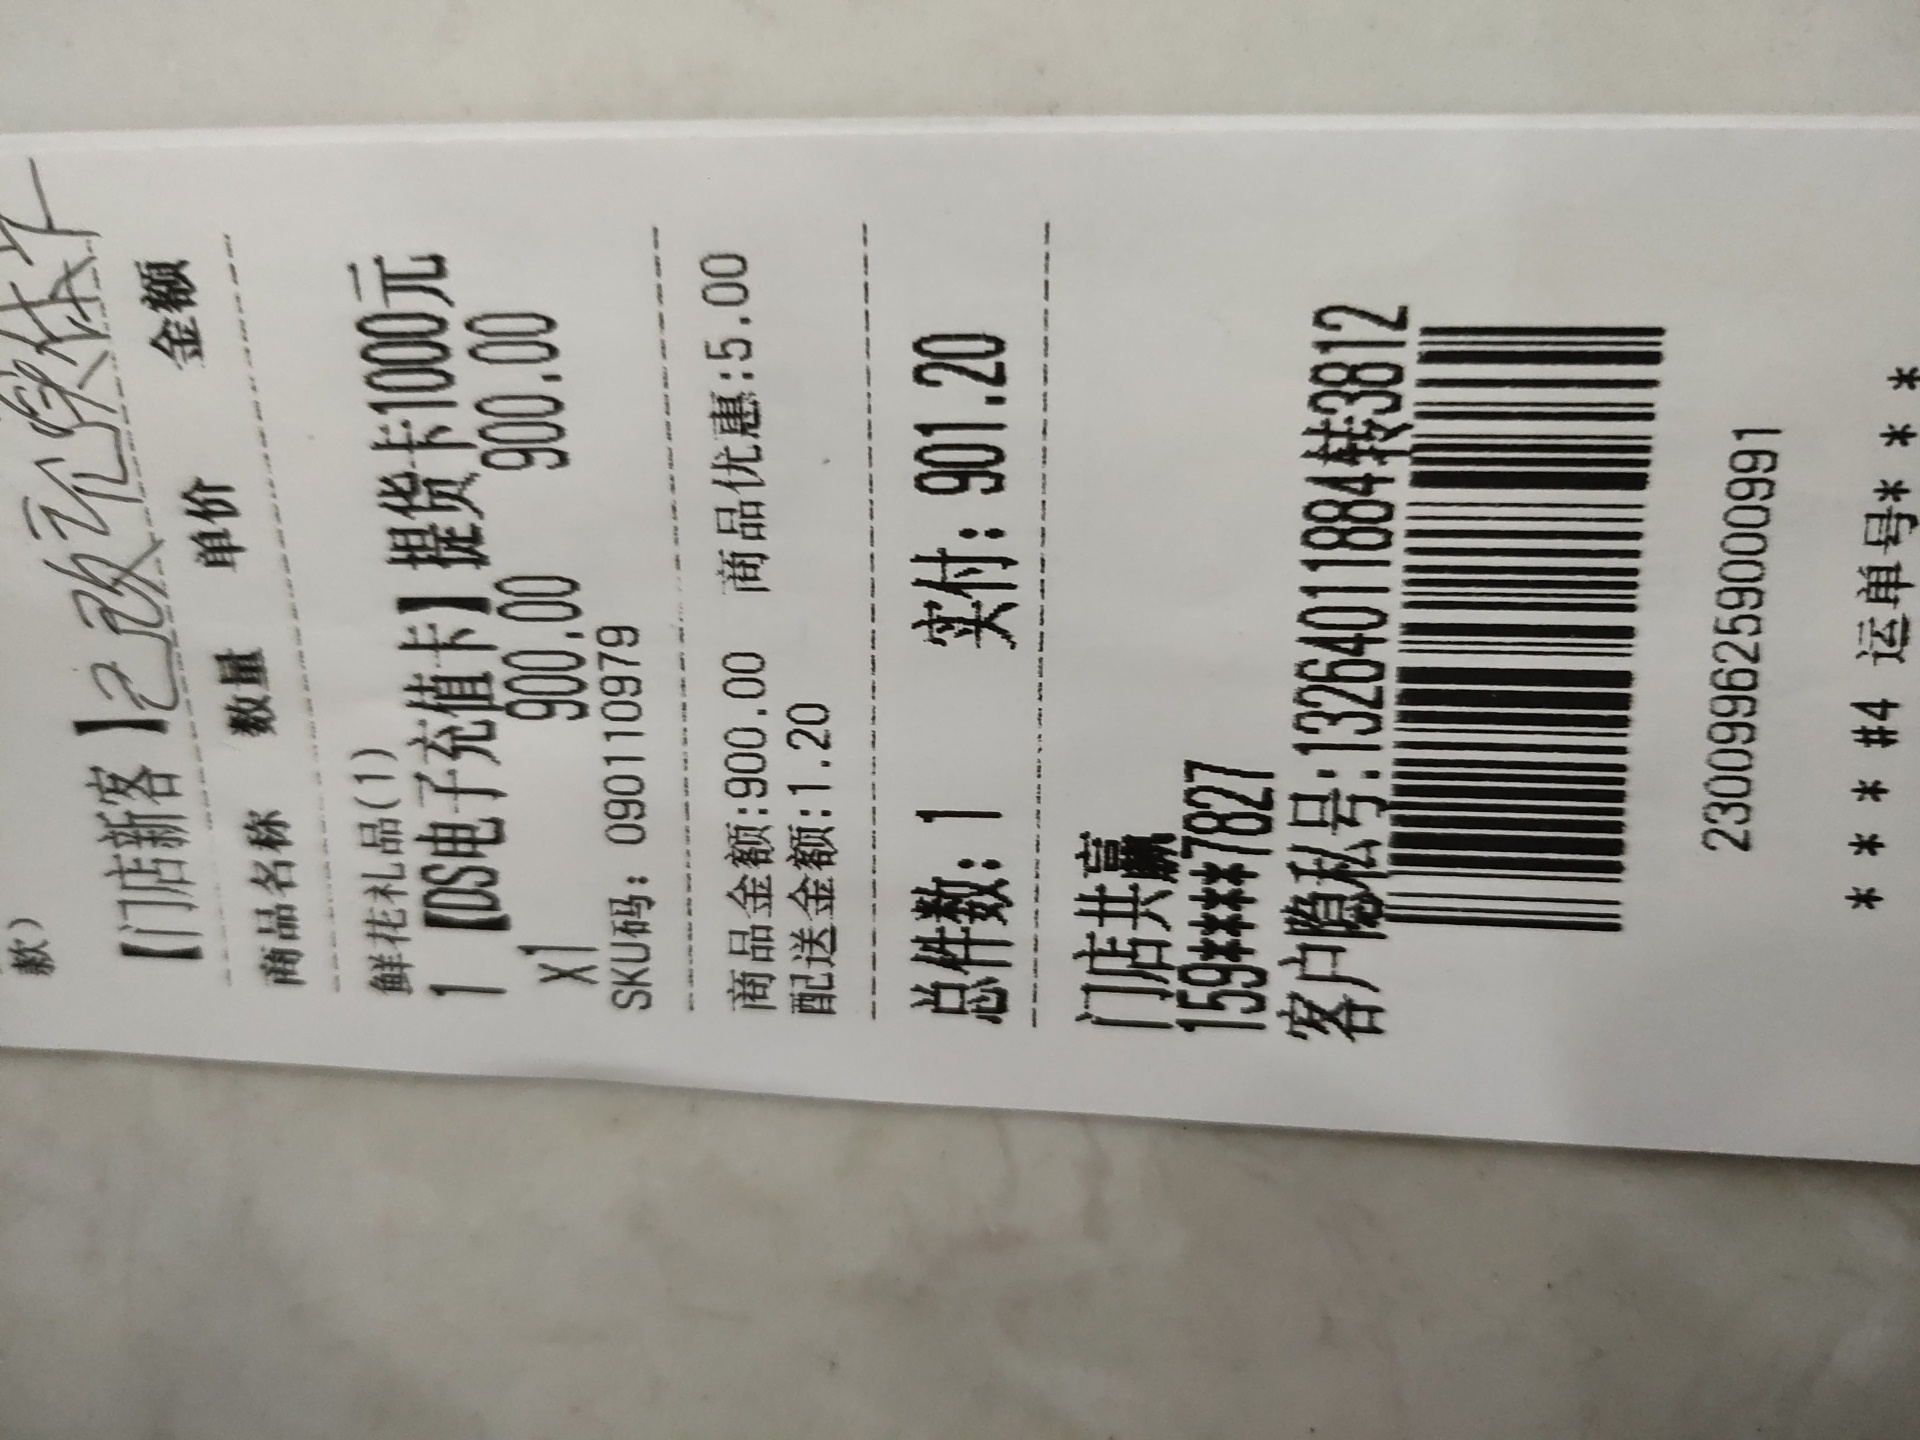 款）
【门店新客】已改
商品名称 数量 单价 金额
鲜花礼品(1)
1 【DS电子充值卡】提货卡1000元
x1 900.00 900.00
SKU码: 0901109979
商品金额:900.00 商品优惠:5.00
配送金额:1.20
总件数: 1 实付: 901.20
门店共赢
159****7827
客户隐私号:13264011884转3812
2300996259000991
* * * * #4 运单号* * * *